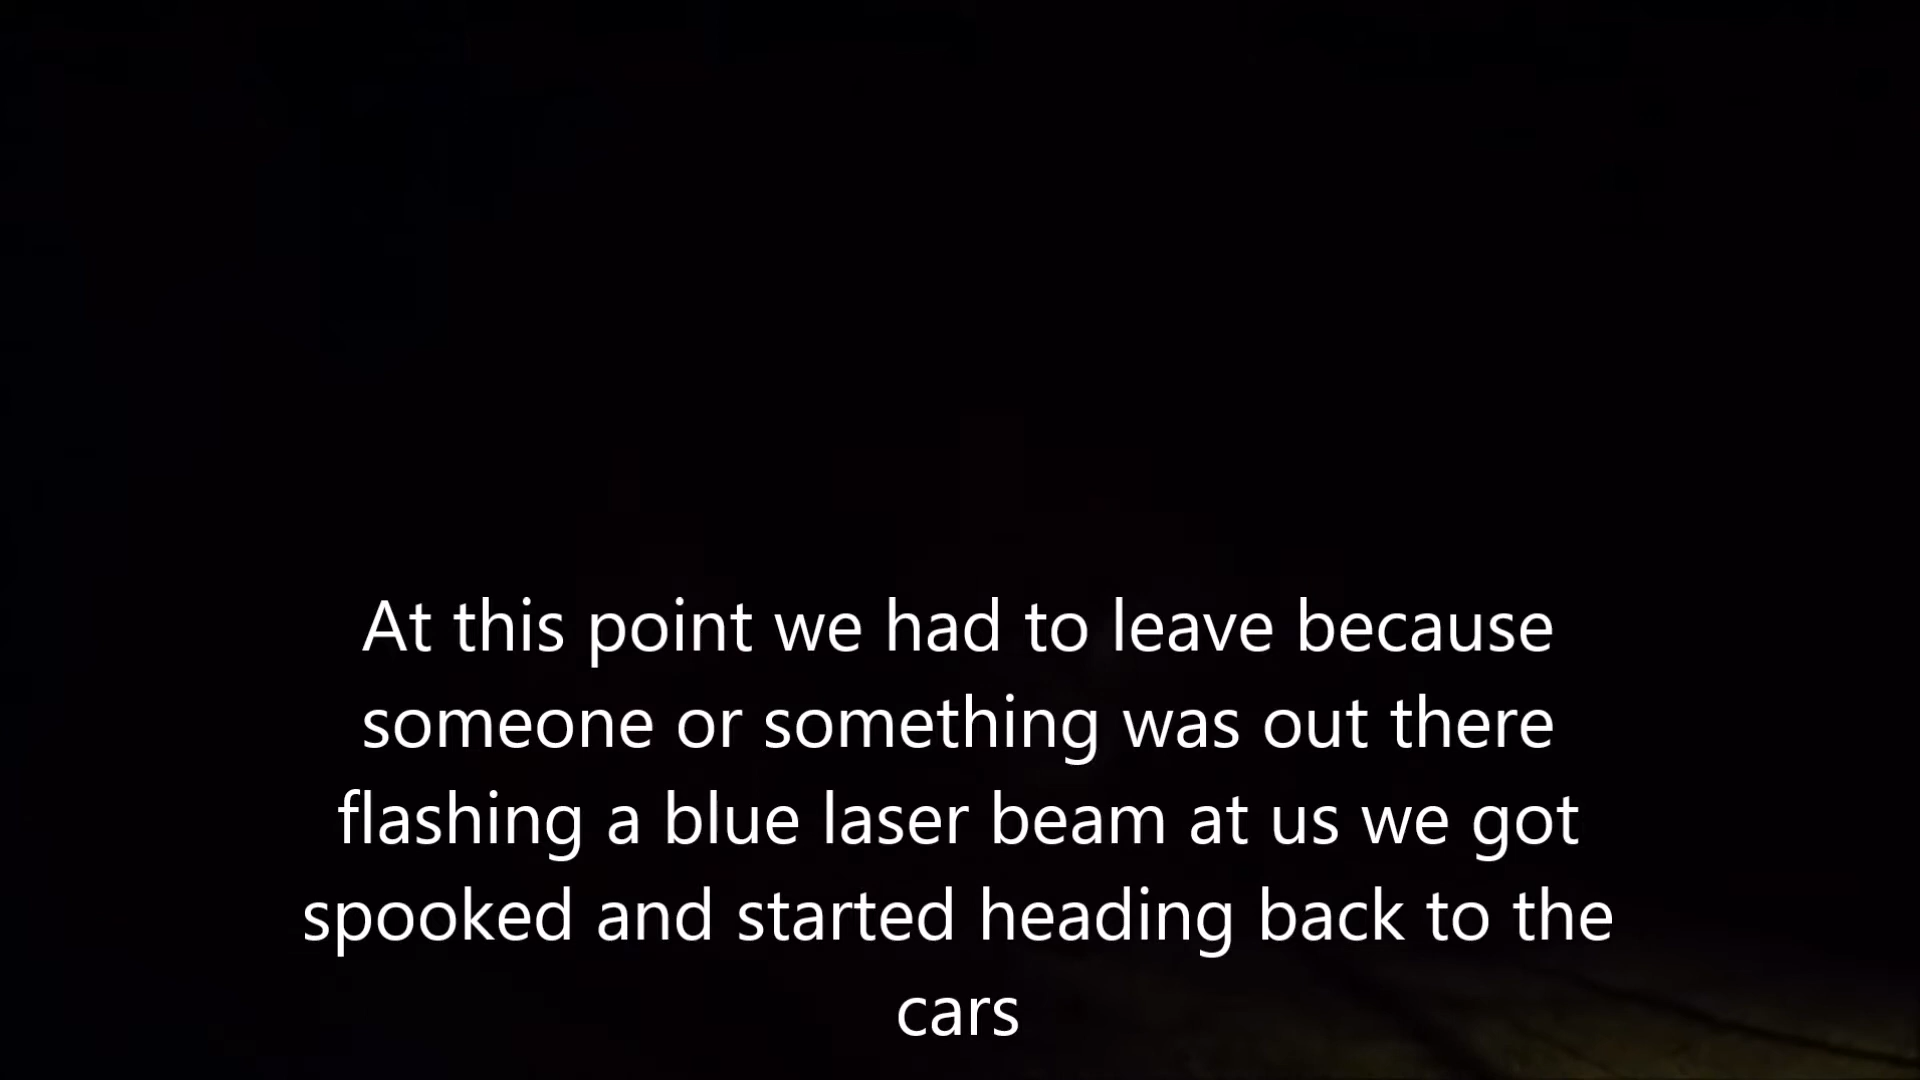 At this point we had to leave because
someone or something was out there
flashing a blue laser beam at us we got
spooked and started heading back to the
cars